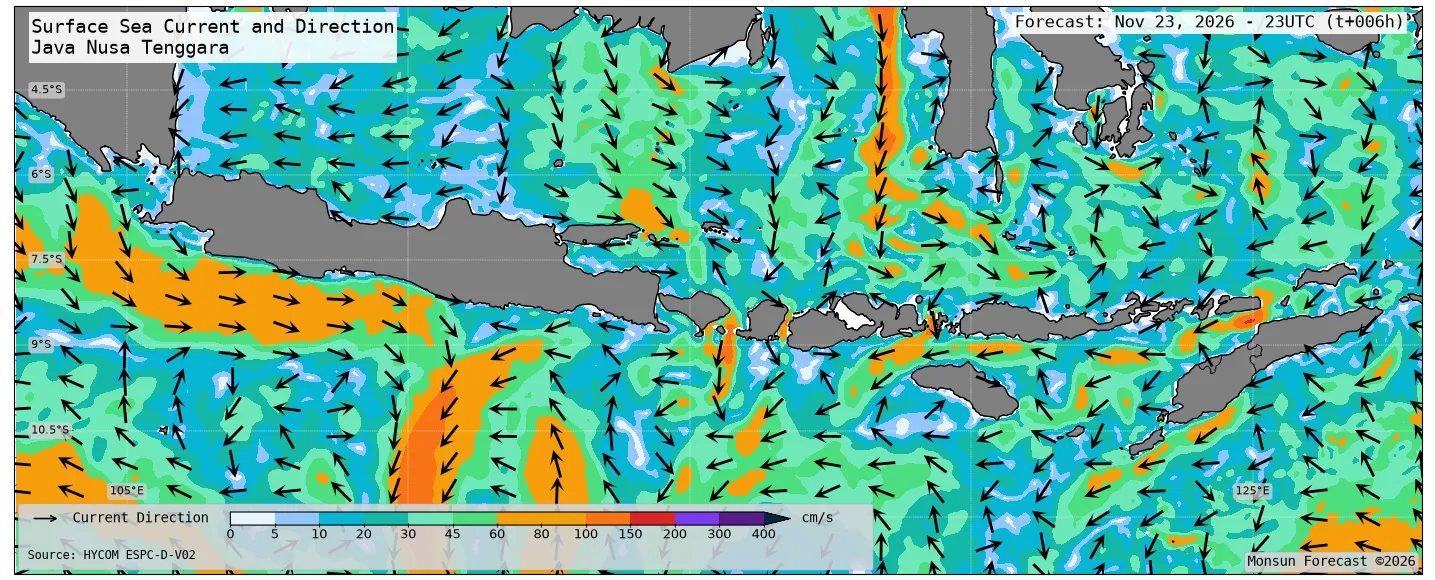 Surface Sea Current and Direction
Java Nusa Tenggara
Forecast: Nov 23, 2026 - 23UTC (t+006h)
4.5°S
6°S
7.5°S
9°S
10.5°S
105°E
125°E
Current Direction
0 5 10 20 30 45 60 80 100 150 200 300 400 cm/s
Source: HYCOM ESPC-D-V02
Monsun Forecast ©2026